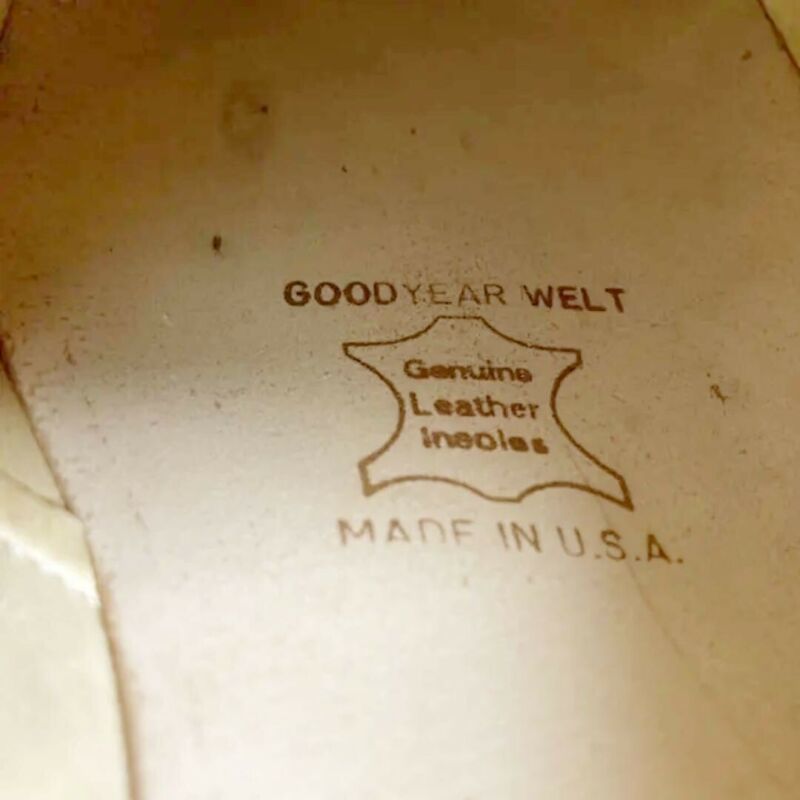 GOODYEAR WELT
Genuine
Leather
Insoles
MADE IN U.S.A.